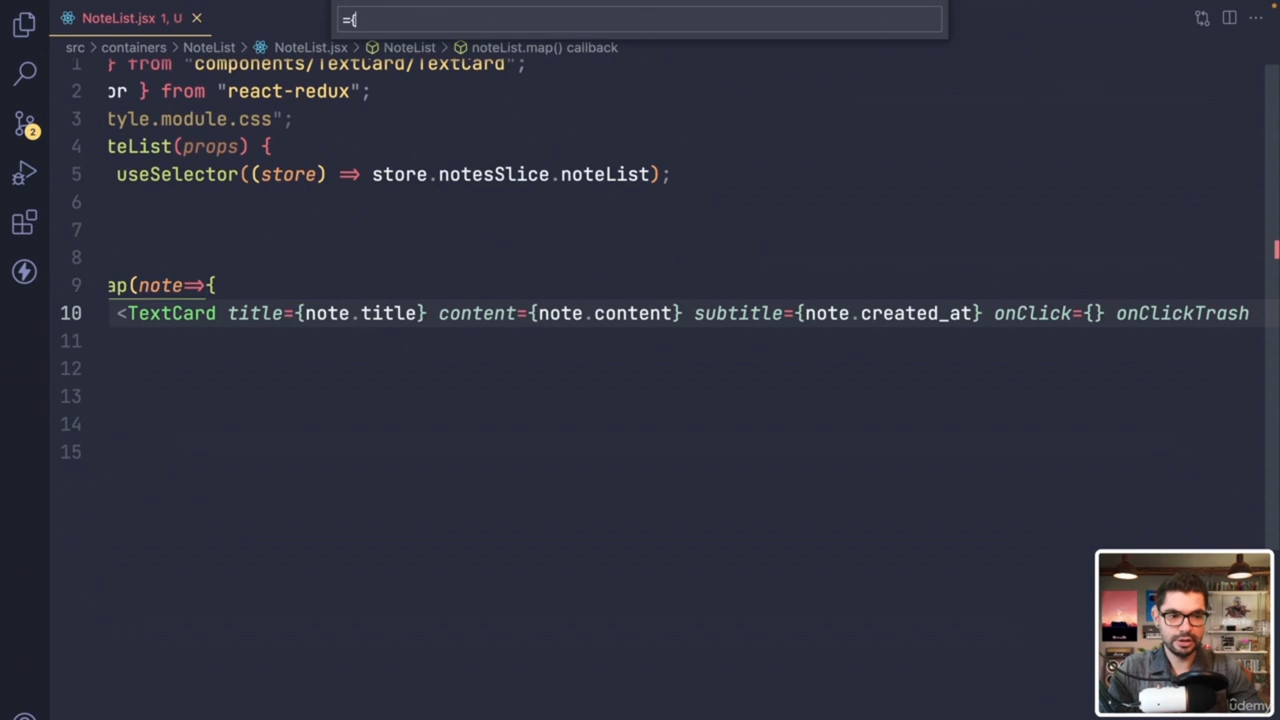 NoteList.jsx 1, U
={
src > containers > NoteList > NoteList.jsx > NoteList > noteList.map() callback
1 } from "components/TextCard/TextCard";
2 or } from "react-redux";
3 tyle.module.css";
4 teList(props) {
5 useSelector((store) => store.notesSlice.noteList);
6
7
8
9 ap(note=>{
10 <TextCard title={note.title} content={note.content} subtitle={note.created_at} onClick={} onClickTrash
11
12
13
14
15
2
ûdemy